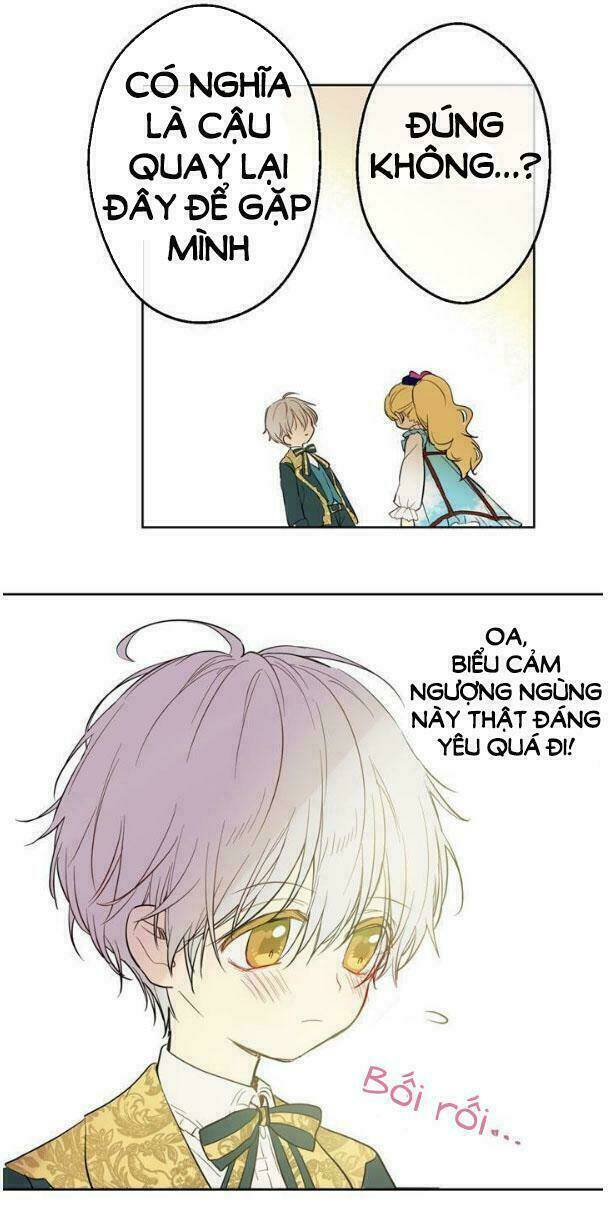 CÓ NGHĨA
LÀ CẬU
QUAY LẠI
ĐÂY ĐỂ GẶP
MÌNH
ĐÚNG
KHÔNG...?
OA,
BIỂU CẢM
NGƯỢNG NGÙNG
NÀY THẬT ĐÁNG
YÊU QUÁ ĐI!
Bối rối...